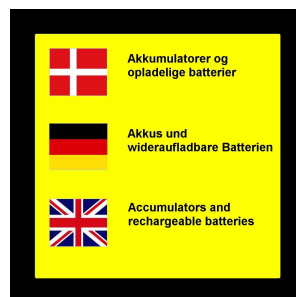 Akkumulatorer og
opladelige batterier
Akkus und
wideraufladbare Batterien
Accumulators and
rechargeable batteries